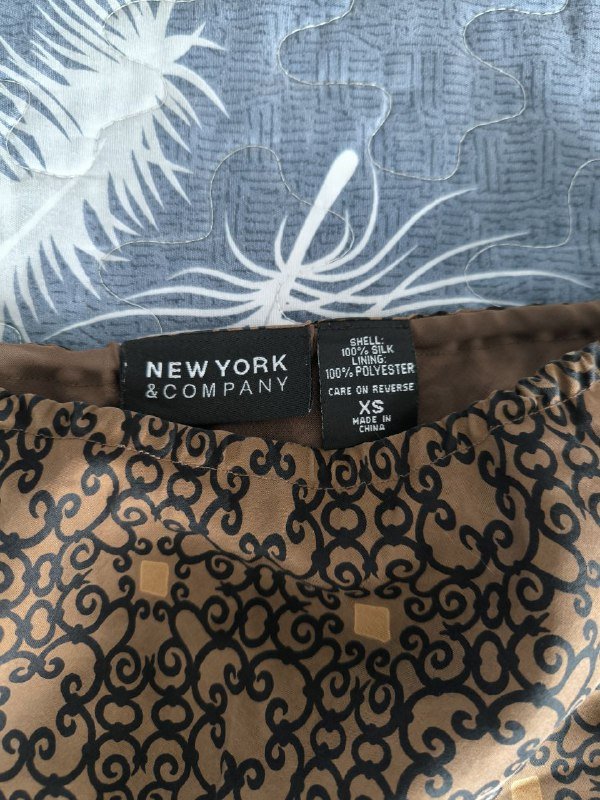 NEW YORK
& COMPANY
SHELL:
100% SILK
LINING:
100% POLYESTER
CARE ON REVERSE
XS
MADE IN
CHINA